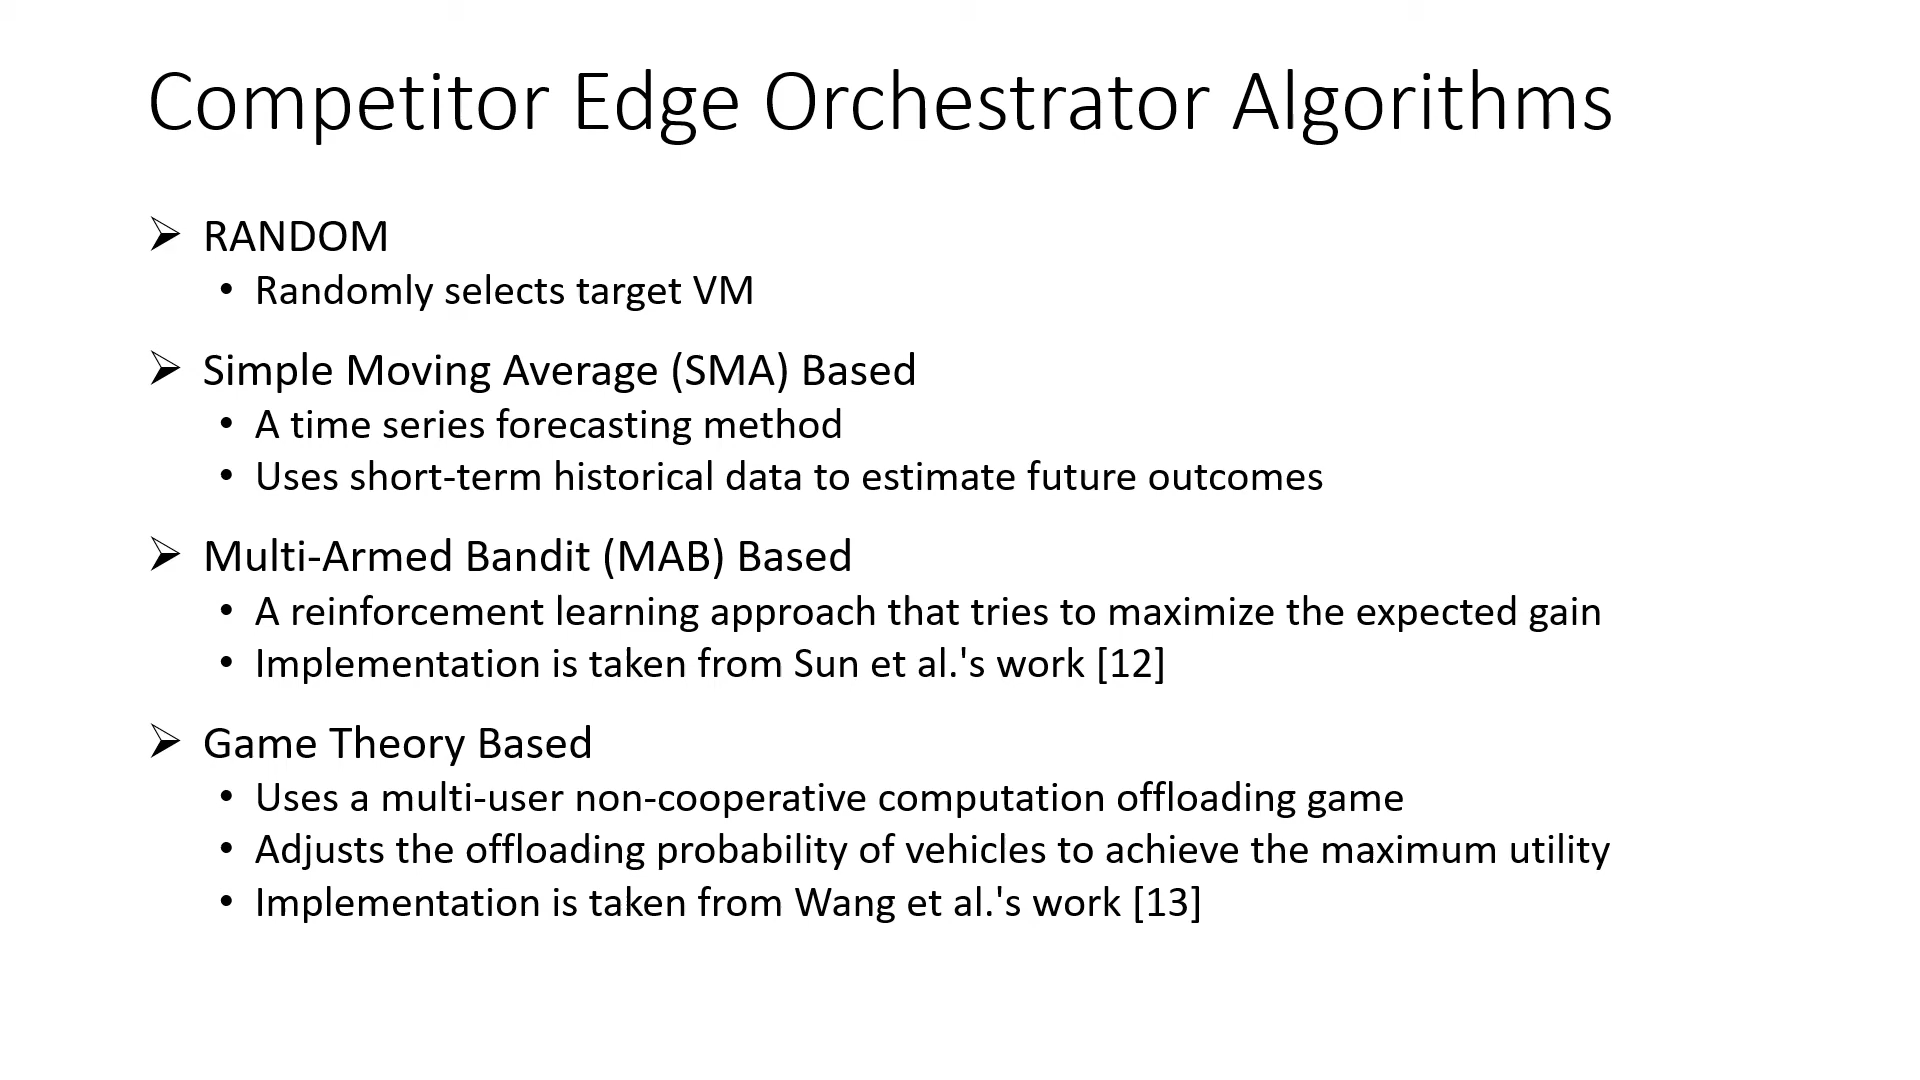 Competitor Edge Orchestrator Algorithms
RANDOM
• Randomly selects target VM
Simple Moving Average (SMA) Based
• A time series forecasting method
• Uses short-term historical data to estimate future outcomes
Multi-Armed Bandit (MAB) Based
• A reinforcement learning approach that tries to maximize the expected gain
• Implementation is taken from Sun et al.'s work [12]
Game Theory Based
• Uses a multi-user non-cooperative computation offloading game
• Adjusts the offloading probability of vehicles to achieve the maximum utility
• Implementation is taken from Wang et al.'s work [13]